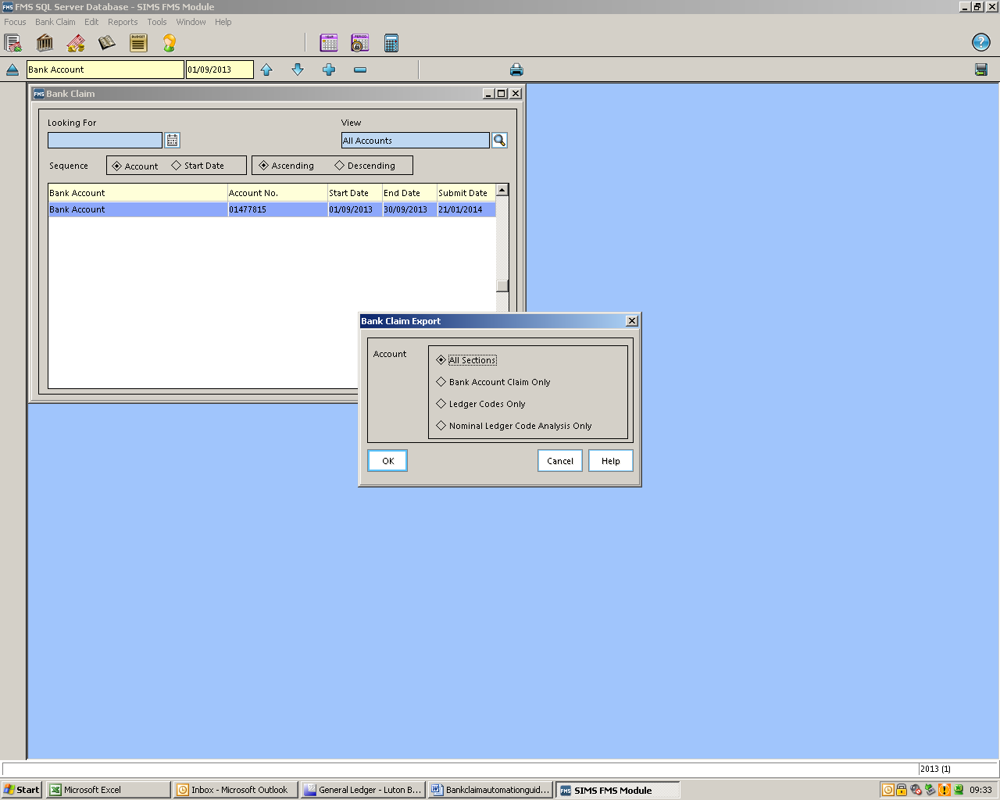 FMS SQL Server Database - SIMS FMS Module
Focus Bank Claim Edit Reports Tools Window Help
Bank Account 01/09/2013
FMS Bank Claim
Looking For View
All Accounts
Sequence Account Start Date Ascending Descending
Bank Account Account No. Start Date End Date Submit Date
Bank Account 01477815 01/09/2013 30/09/2013 21/01/2014
Bank Claim Export
Account
All Sections
Bank Account Claim Only
Ledger Codes Only
Nominal Ledger Code Analysis Only
OK Cancel Help
2013 (1)
Start Microsoft Excel Inbox - Microsoft Outlook General Ledger - Luton B... Bankclaimautomationguid... SIMS FMS Module 09:33